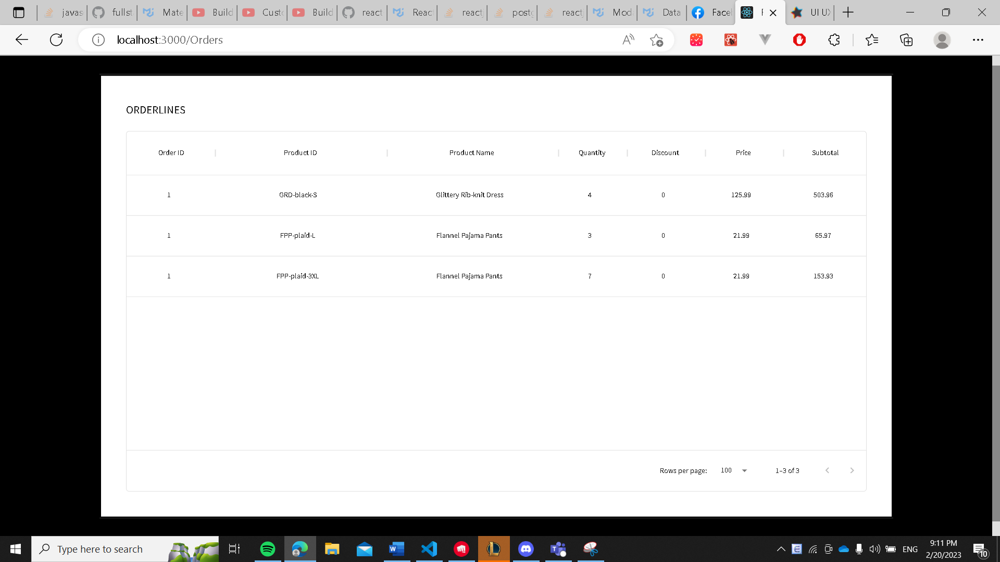 javas
fullst
Mate
Build
Custo
Build
react
React
react
postg
react
Moda
Data
Face
UI UX
localhost:3000/Orders
ORDERLINES
Order ID Product ID Product Name Quantity Discount Price Subtotal
1 GRD-black-S Glittery Rib-knit Dress 4 0 125.99 503.96
1 FPP-plaid-L Flannel Pajama Pants 3 0 21.99 65.97
1 FPP-plaid-3XL Flannel Pajama Pants 7 0 21.99 153.93
Rows per page: 100 1–3 of 3
Type here to search
ENG
9:11 PM
2/20/2023
10